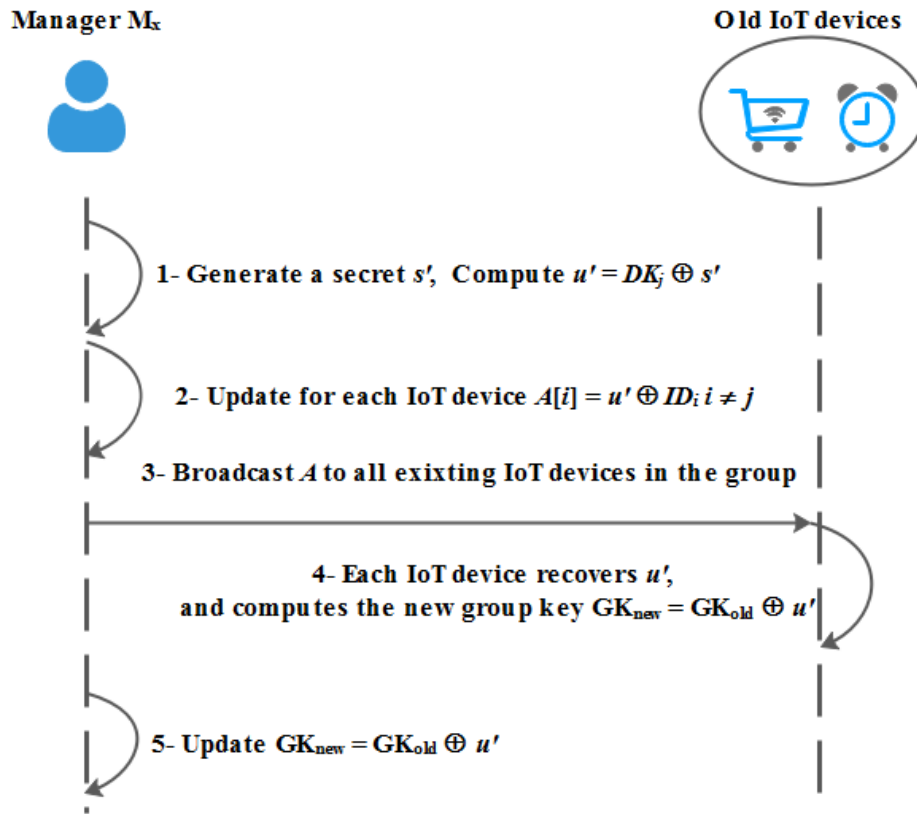 Manager Mₓ
Old IoT devices
1- Generate a secret s′, Compute u′ = DKⱼ ⊕ s′
2- Update for each IoT device A[i] = u′ ⊕ IDᵢ i ≠ j
3- Broadcast A to all exixting IoT devices in the group
4- Each IoT device recovers u′,
and computes the new group key GKnew = GKold ⊕ u′
5- Update GKnew = GKold ⊕ u′